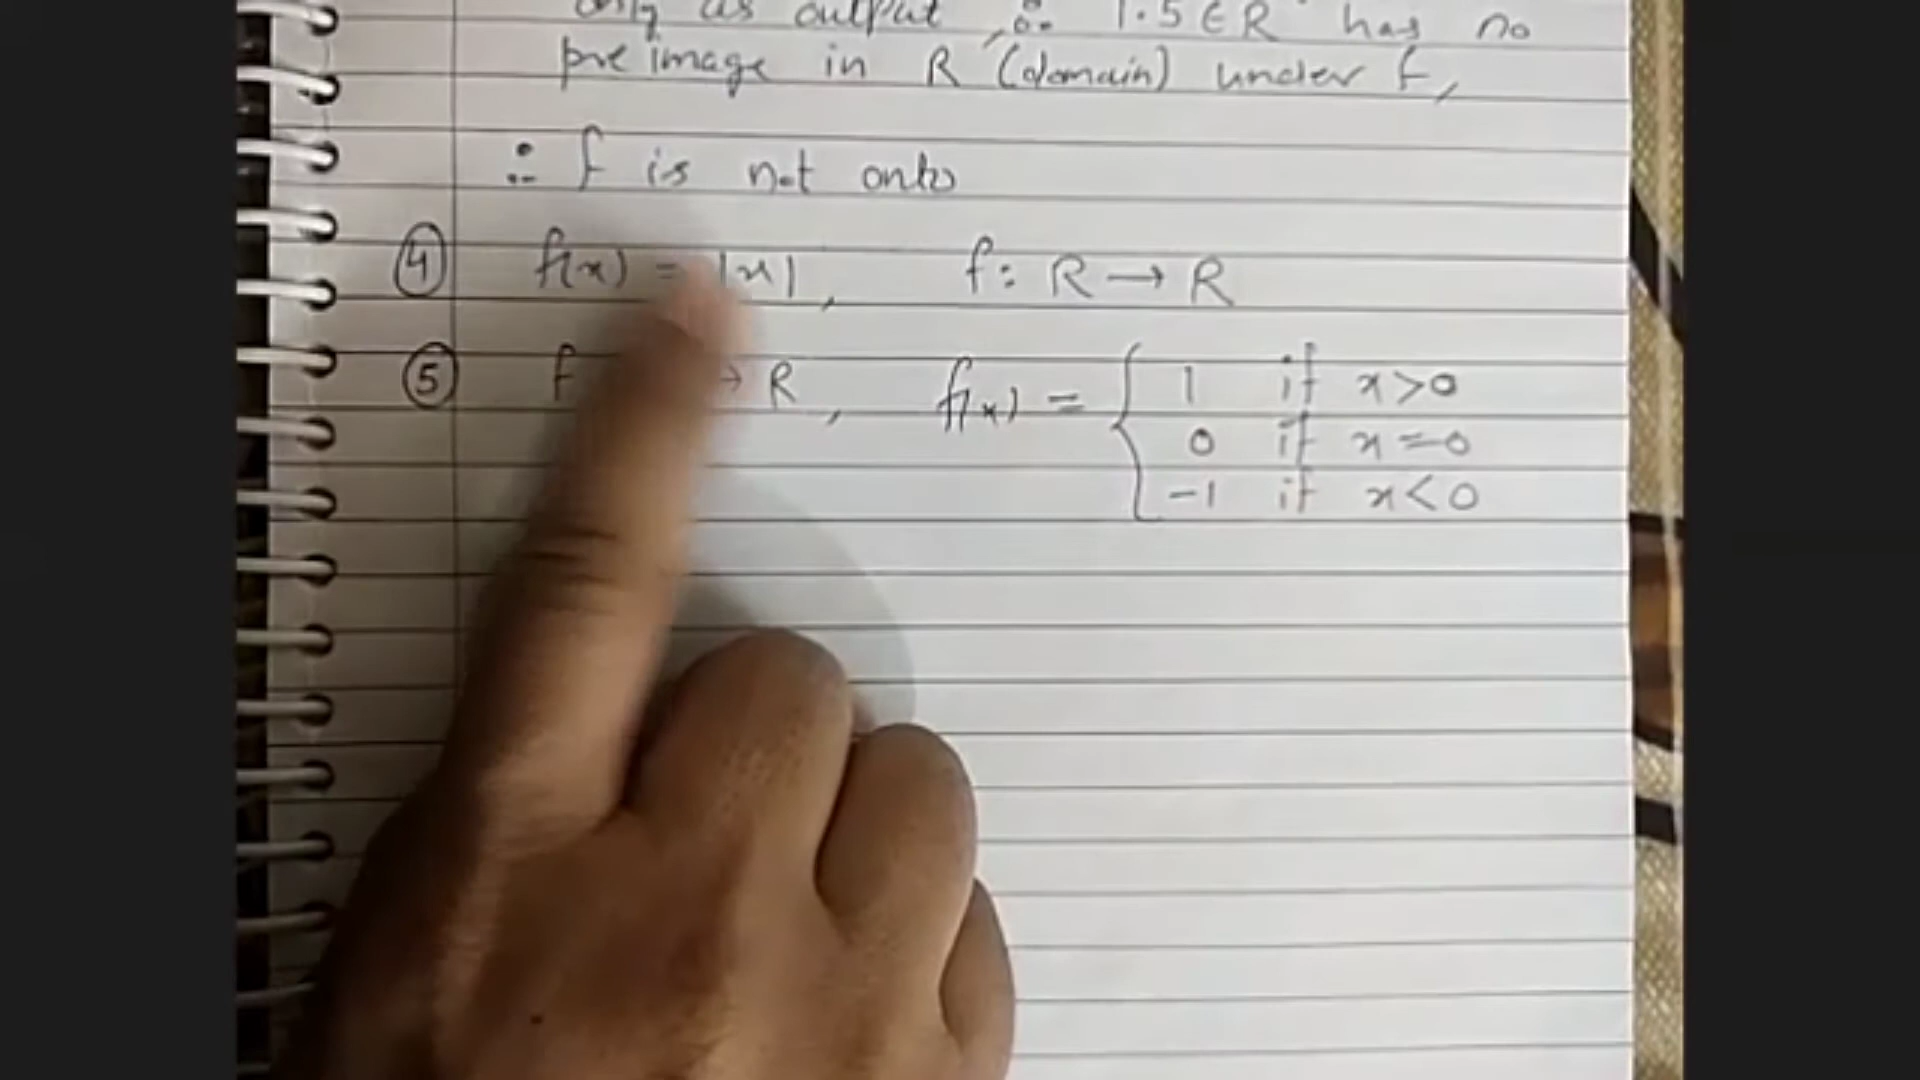 only as output, ∴ 1.5 ∈ R has no
pre image in R (domain) under f,
∴ f is not onto
④ f(x) = |x|, f: R → R
⑤ f → R, f(x) = { 1 if x>0
0 if x=0
-1 if x<0